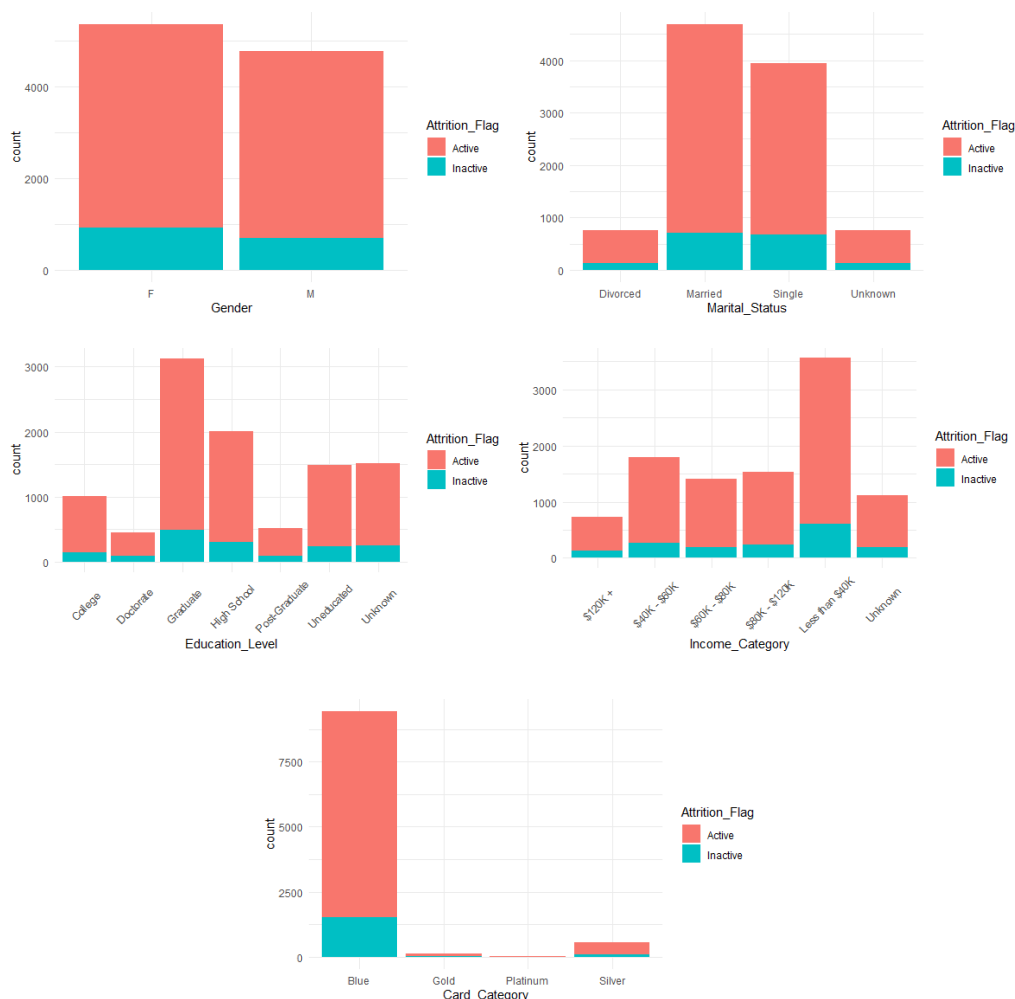 4000
2000
0
count
F M
Gender
Attrition_Flag
Active
Inactive
4000
3000
2000
1000
0
count
Divorced Married Single Unknown
Marital_Status
Attrition_Flag
Active
Inactive
3000
2000
1000
0
count
College Doctorate Graduate High School Post-Graduate Uneducated Unknown
Education_Level
Attrition_Flag
Active
Inactive
3000
2000
1000
0
count
$120K + $40K - $60K $60K - $80K $80K - $120K Less than $40K Unknown
Income_Category
Attrition_Flag
Active
Inactive
7500
5000
2500
0
count
Blue Gold Platinum Silver
Card_Category
Attrition_Flag
Active
Inactive